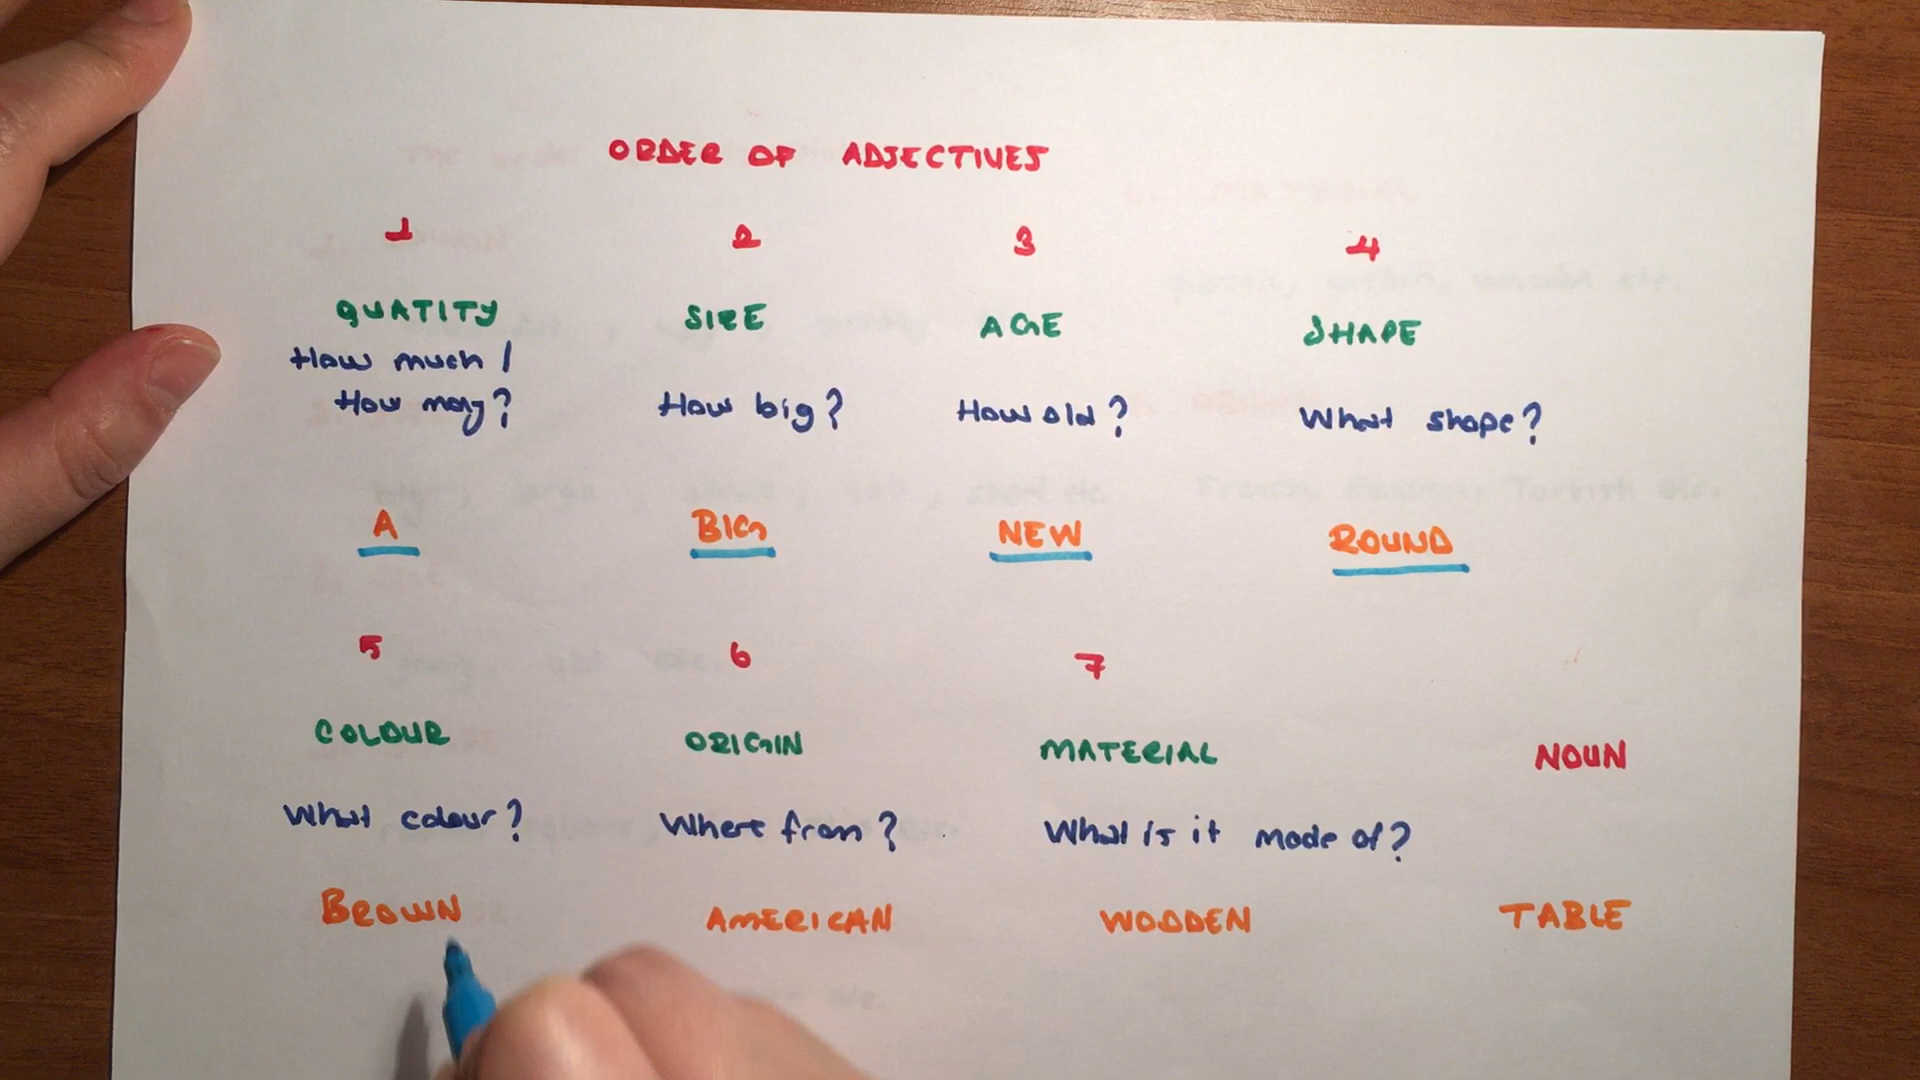 ORDER OF ADJECTIVES
1 2 3 4
QUATITY SIZE AGE SHAPE
How much /
How many? How big? How old? What shape?
A BIG NEW ROUND
5 6 7
COLOUR ORIGIN MATERIAL NOUN
What colour? Where from? What is it made of?
BROWN AMERICAN WOODEN TABLE